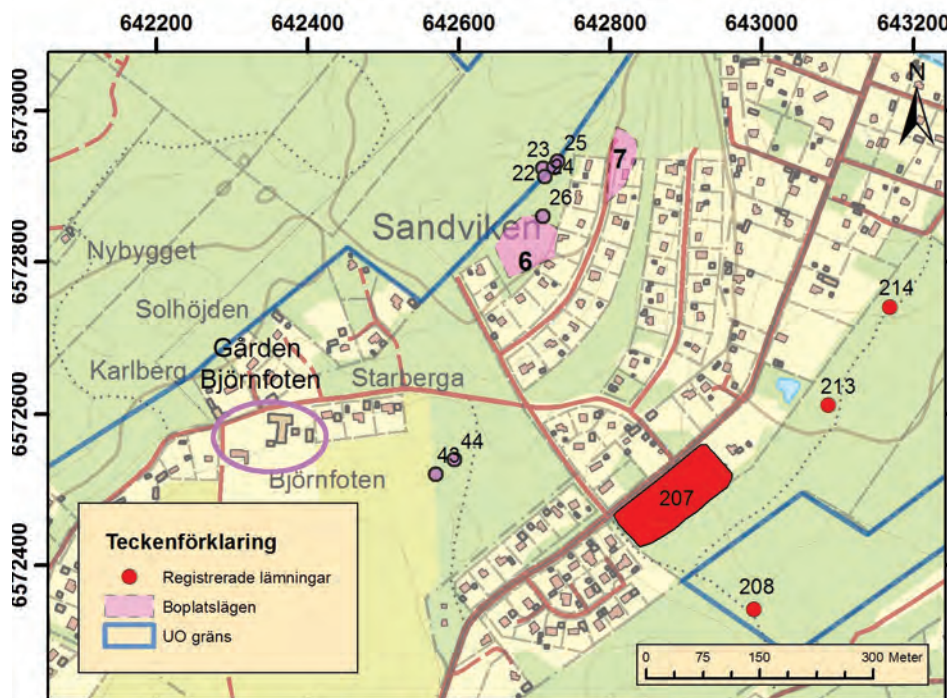 642200 642400 642600 642800 643000 643200
6573000
6572800
6572600
6572400
N
23
25
22
24
7
26
Sandviken
6
Nybygget
Solhöjden
214
Gården
Björnfoten
Karlberg
Starberga
213
44
43
Björnfoten
207
Teckenförklaring
Registrerade lämningar
Boplatslägen
UO gräns
208
0 75 150 300 Meter